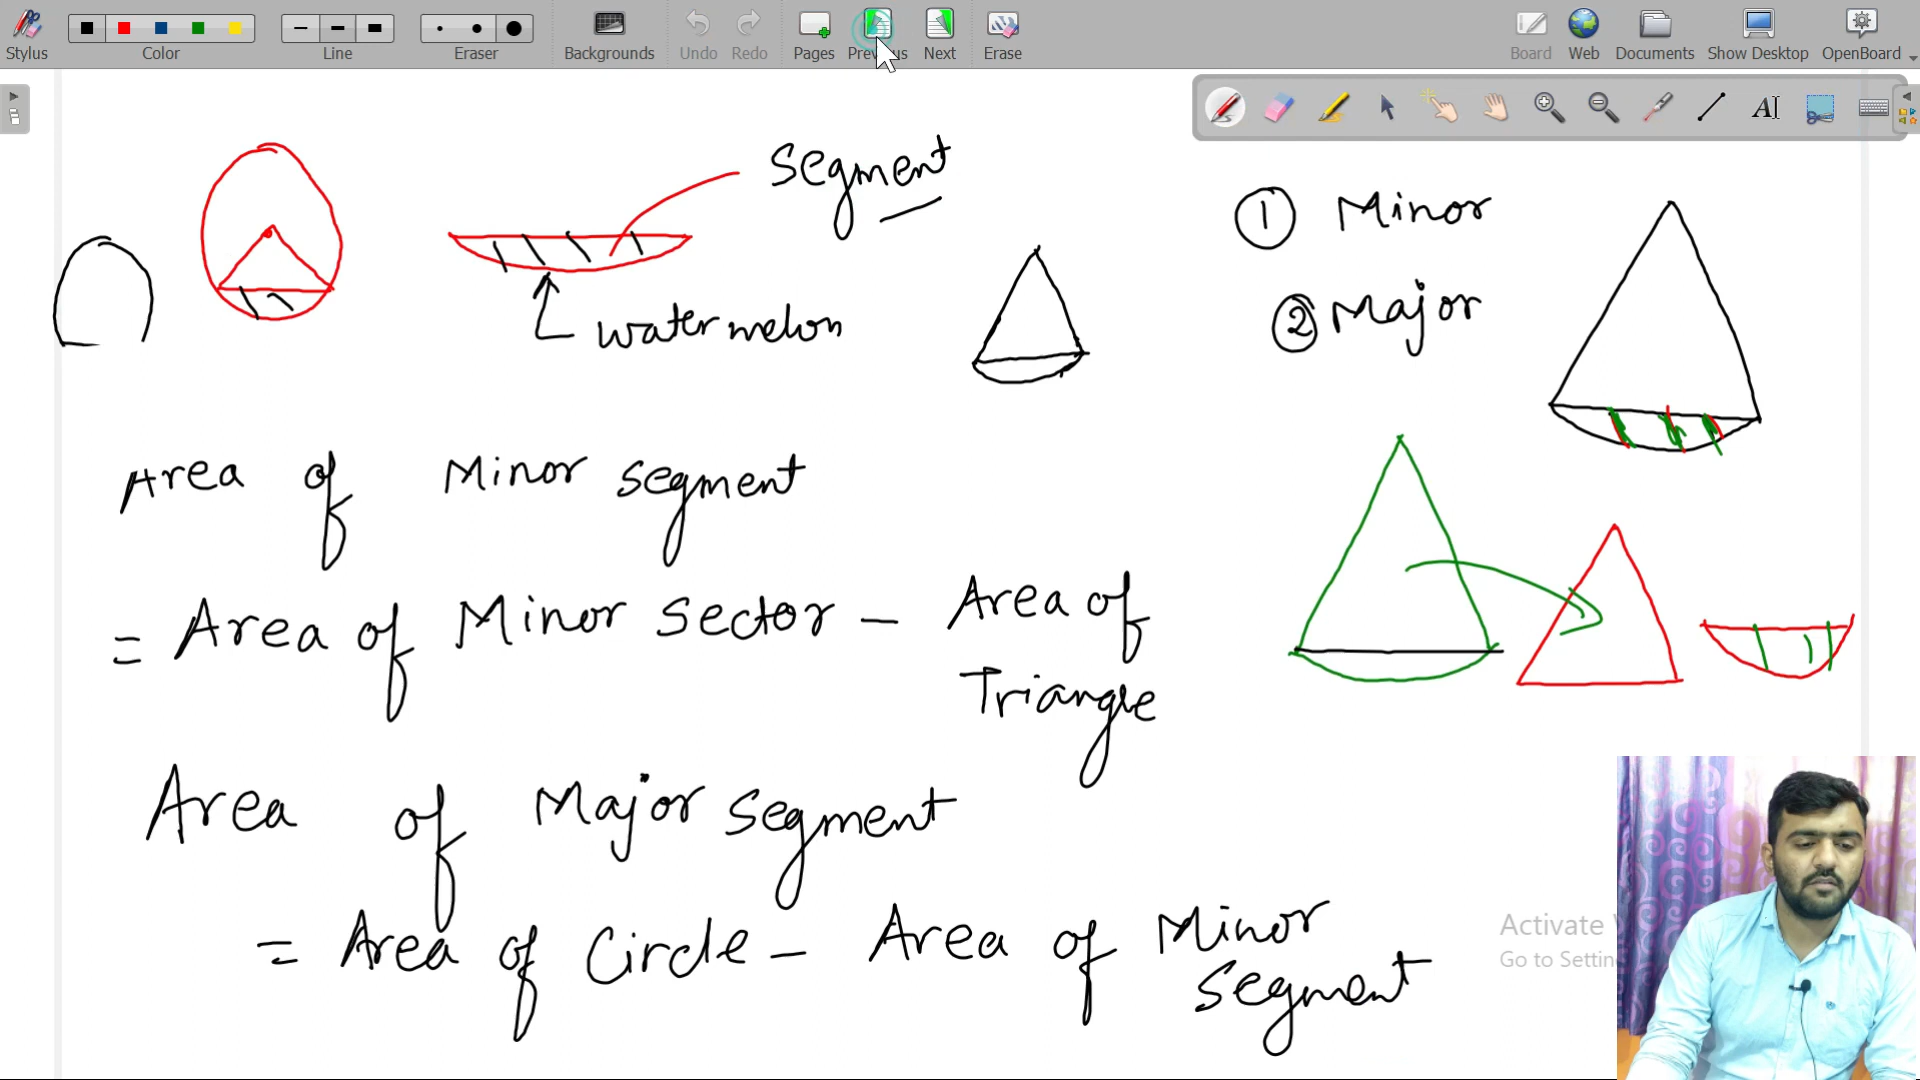 Stylus
Color
Line
Eraser
Backgrounds
Undo
Redo
Pages
Previous
Next
Erase
Board
Web
Documents
Show Desktop
OpenBoard
Segment
watermelon
① Minor
② Major
Area of Minor segment
= Area of Minor Sector - Area of
Triangle
Area of Major segment
= Area of Circle - Area of Minor
Segment
Activate
Go to Settin